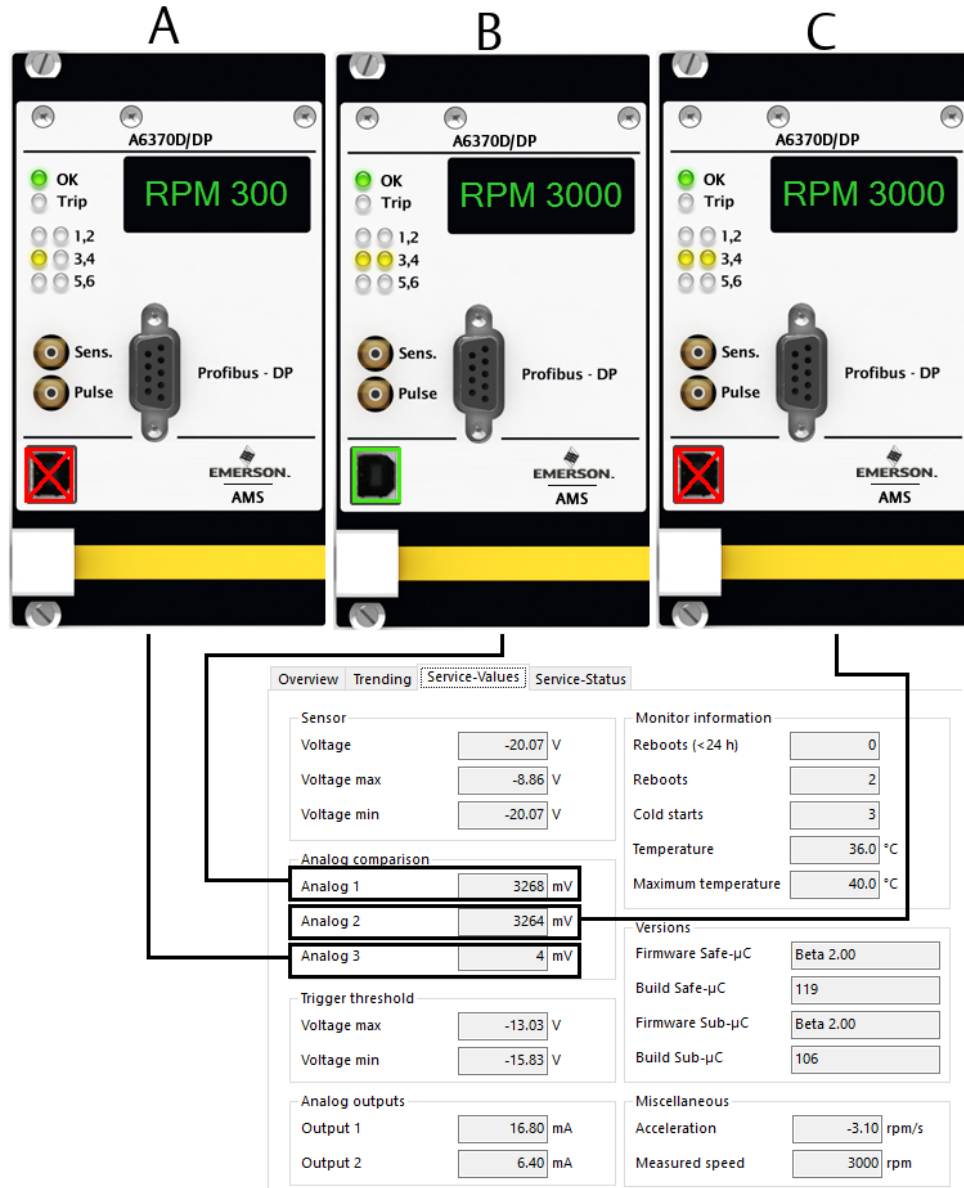 A
B
C
A6370D/DP
OK
Trip
RPM 300
1,2
3,4
5,6
Sens.
Pulse
Profibus - DP
EMERSON.
AMS
A6370D/DP
OK
Trip
RPM 3000
1,2
3,4
5,6
Sens.
Pulse
Profibus - DP
EMERSON.
AMS
A6370D/DP
OK
Trip
RPM 3000
1,2
3,4
5,6
Sens.
Pulse
Profibus - DP
EMERSON.
AMS
Overview Trending Service-Values Service-Status
Sensor
Voltage -20.07 V
Voltage max -8.86 V
Voltage min -20.07 V
Analog comparison
Analog 1 3268 mV
Analog 2 3264 mV
Analog 3 4 mV
Trigger threshold
Voltage max -13.03 V
Voltage min -15.83 V
Analog outputs
Output 1 16.80 mA
Output 2 6.40 mA
Monitor information
Reboots (<24 h) 0
Reboots 2
Cold starts 3
Temperature 36.0 °C
Maximum temperature 40.0 °C
Versions
Firmware Safe-µC Beta 2.00
Build Safe-µC 119
Firmware Sub-µC Beta 2.00
Build Sub-µC 106
Miscellaneous
Acceleration -3.10 rpm/s
Measured speed 3000 rpm